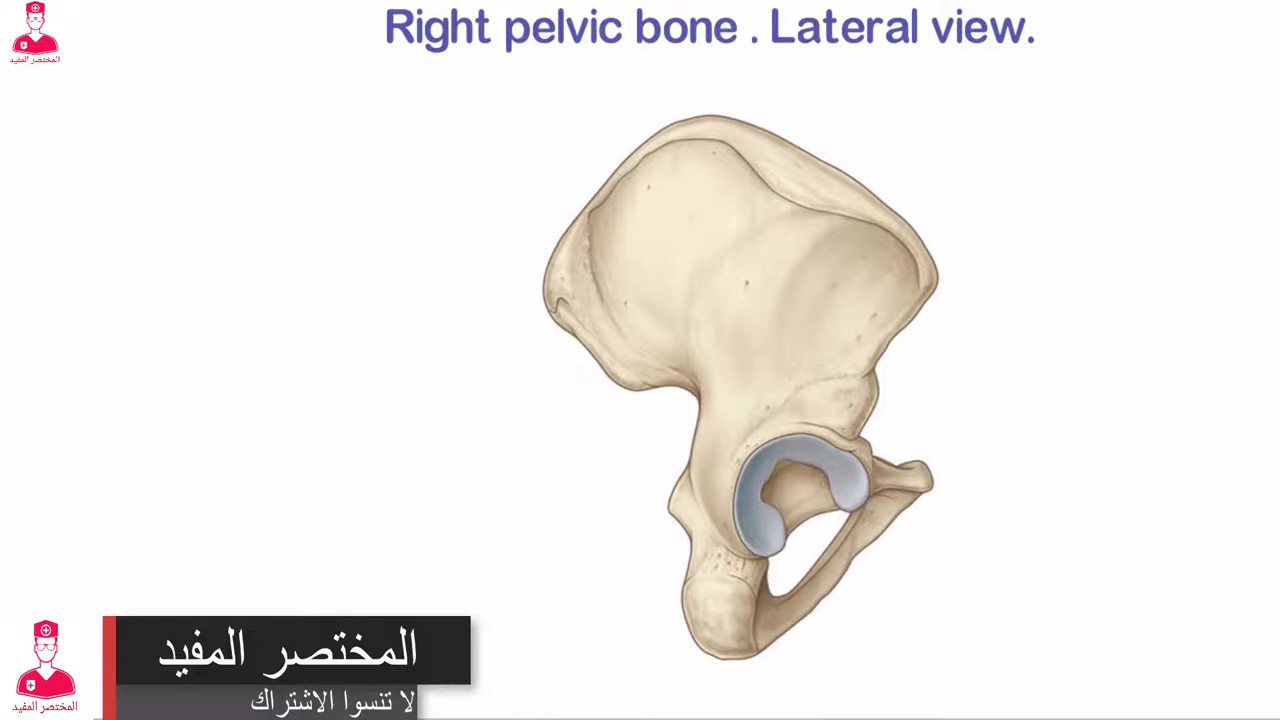 Right pelvic bone . Lateral view.
المختصر المفيد
المختصر المفيد
لا تنسوا الاشتراك
المختصر المفيد